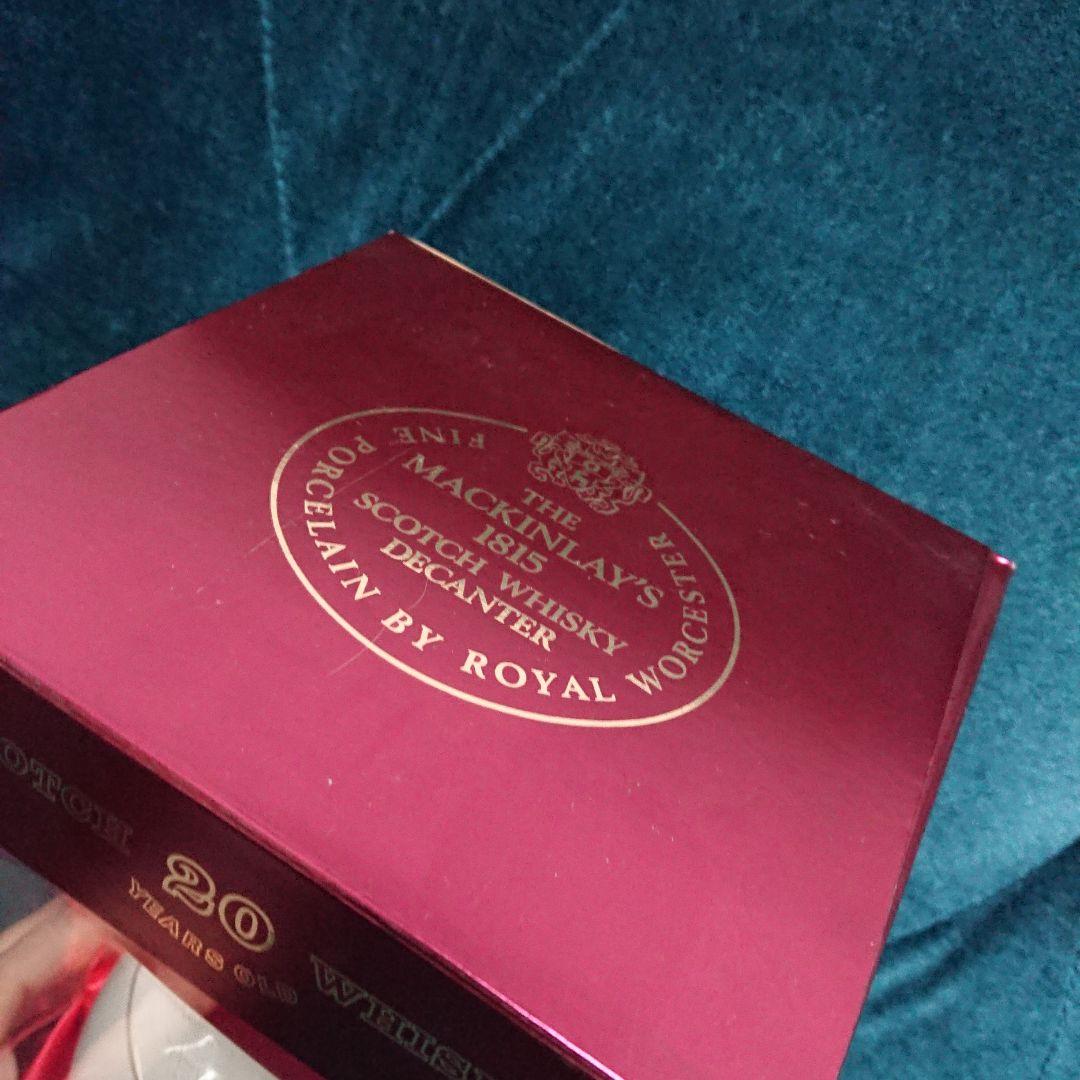 THE
MACKINLAY'S
1815
SCOTCH WHISKY
DECANTER
FINE PORCELAIN BY ROYAL WORCESTER
20
YEARS OLD